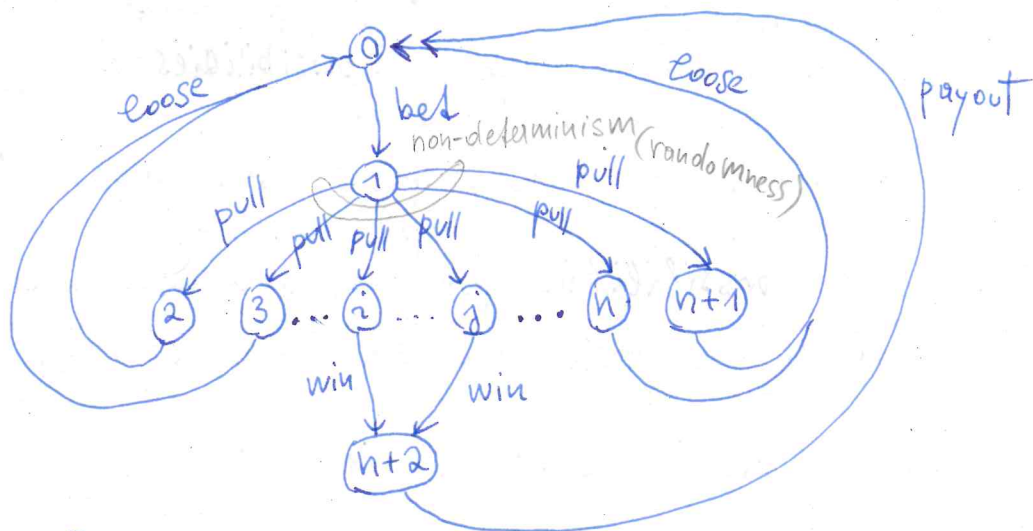 0
loose
loose
payout
bet
non-determinism (randomness)
1
pull
pull
pull
pull
pull
pull
2 3 ... i ... j ... n n+1
win
win
n+2